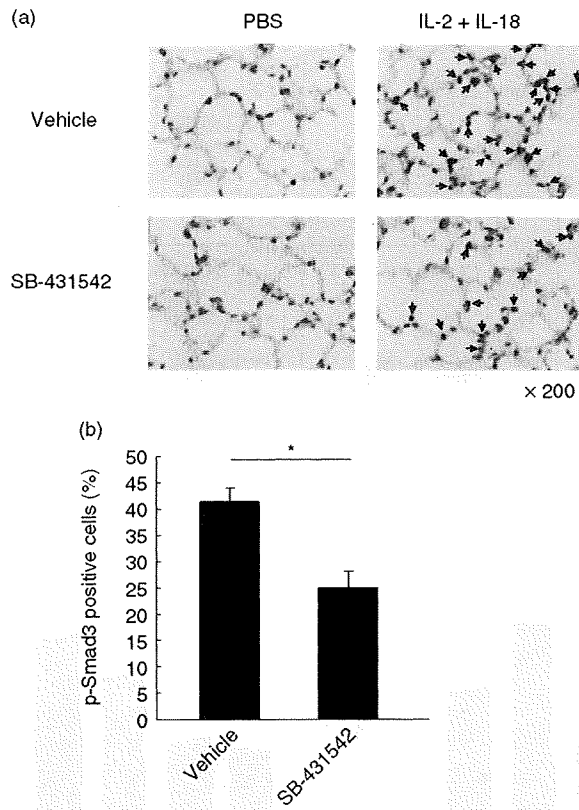 (a)
PBS
IL-2 + IL-18
Vehicle
SB-431542
× 200
(b)
*
p-Smad3 positive cells (%)
50
45
40
35
30
25
20
15
10
5
0
Vehicle
SB-431542